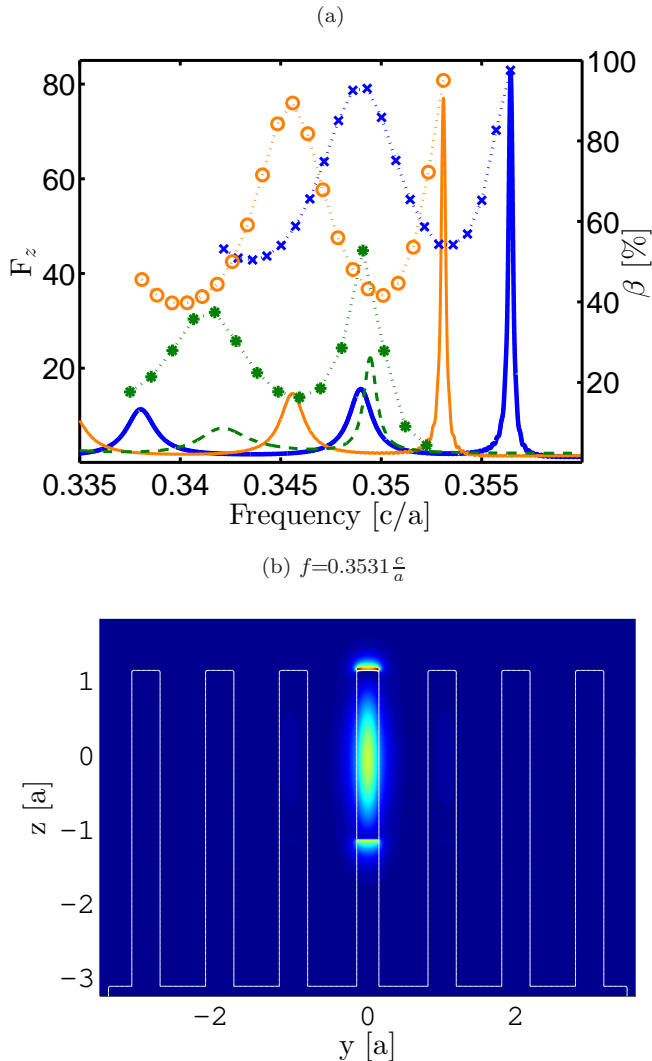 (a)
80
60
40
20
F_z
100
80
60
40
20
β [%]
0.335 0.34 0.345 0.35 0.355
Frequency [c/a]
(b) f=0.3531 c/a
1
0
−1
−2
−3
z [a]
−2 0 2
y [a]